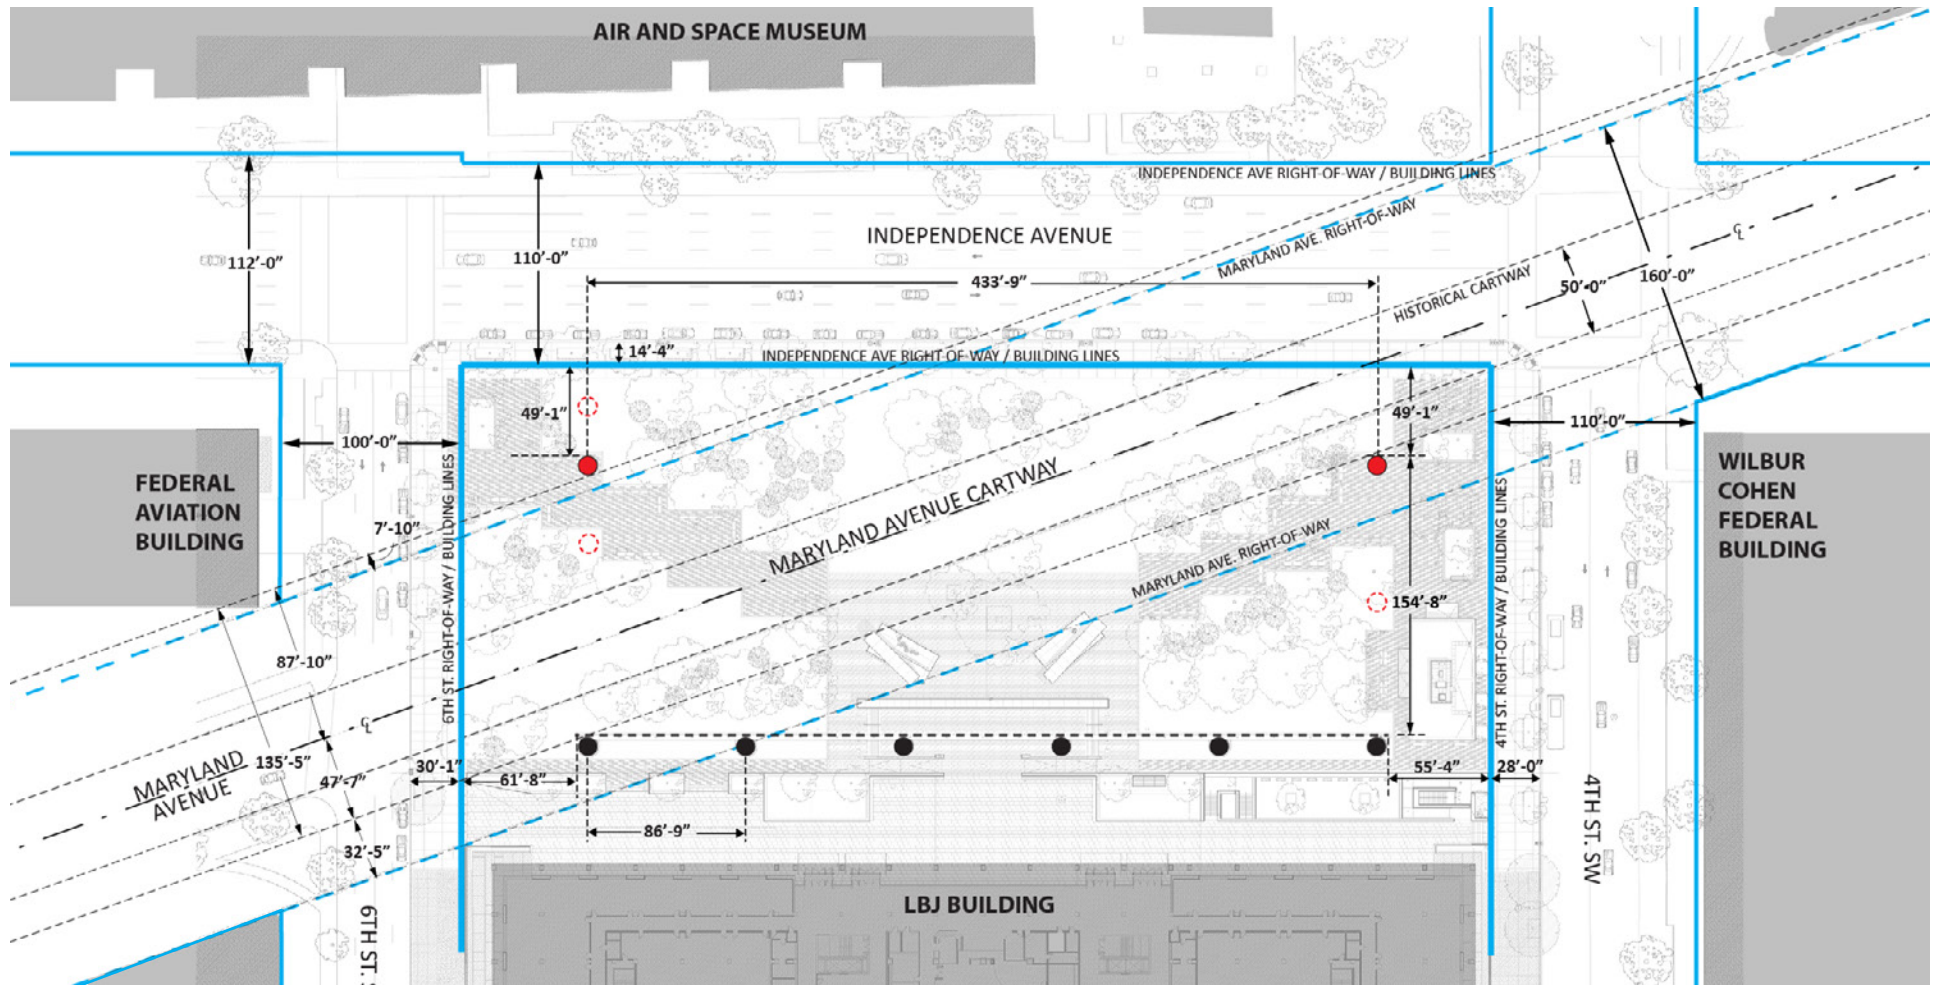 AIR AND SPACE MUSEUM
INDEPENDENCE AVE RIGHT-OF-WAY / BUILDING LINES
MARYLAND AVE. RIGHT-OF-WAY
INDEPENDENCE AVENUE
112'-0"
110'-0"
433'-9"
HISTORICAL CARTWAY
50'-0"
160'-0"
℄
14'-4"
INDEPENDENCE AVE RIGHT-OF-WAY / BUILDING LINES
49'-1"
49'-1"
100'-0"
110'-0"
FEDERAL
AVIATION
BUILDING
WILBUR
COHEN
FEDERAL
BUILDING
7'-10"
6TH ST. RIGHT-OF-WAY / BUILDING LINES
MARYLAND AVENUE CARTWAY
MARYLAND AVE. RIGHT-OF-WAY
154'-8"
4TH ST. RIGHT-OF-WAY / BUILDING LINES
87'-10"
℄
MARYLAND
AVENUE
135'-5"
47'-7"
30'-1"
61'-8"
55'-4"
28'-0"
86'-9"
32'-5"
4TH ST. SW
6TH ST.
LBJ BUILDING